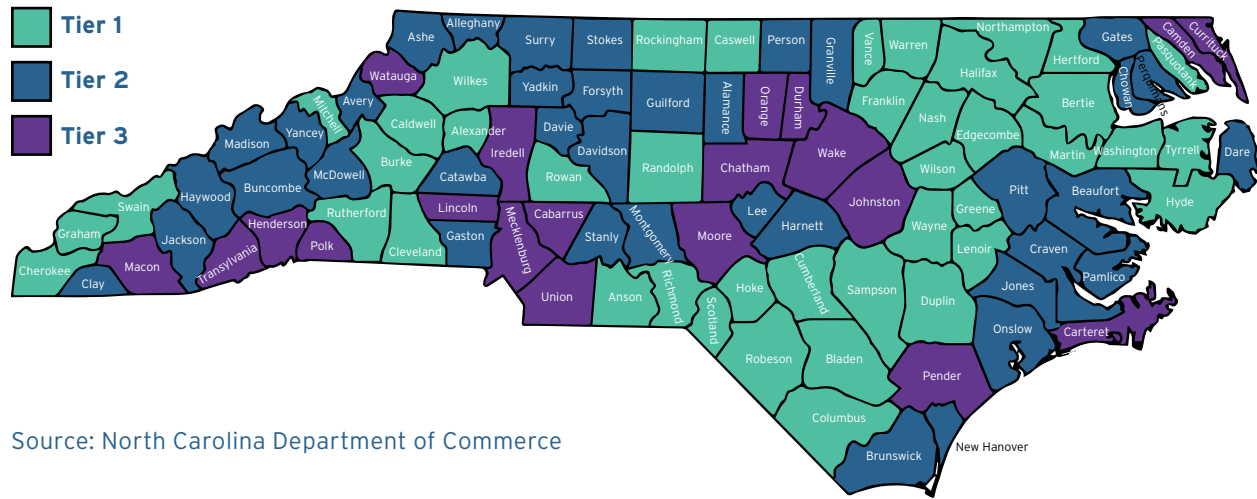 Tier 1
Tier 2
Tier 3
Alleghany
Ashe
Surry
Stokes
Rockingham
Caswell
Person
Granville
Vance
Warren
Northampton
Gates
Camden
Currituck
Pasquotank
Perquimans
Chowan
Hertford
Halifax
Bertie
Watauga
Wilkes
Yadkin
Forsyth
Guilford
Alamance
Orange
Durham
Franklin
Nash
Edgecombe
Martin
Washington
Tyrrell
Dare
Mitchell
Avery
Caldwell
Alexander
Iredell
Davie
Davidson
Randolph
Chatham
Wake
Wilson
Madison
Yancey
Burke
McDowell
Catawba
Rowan
Johnston
Pitt
Beaufort
Hyde
Swain
Haywood
Buncombe
Rutherford
Lincoln
Cabarrus
Mecklenburg
Stanly
Montgomery
Moore
Lee
Harnett
Wayne
Greene
Lenoir
Craven
Pamlico
Graham
Jackson
Henderson
Polk
Cleveland
Gaston
Cherokee
Clay
Macon
Transylvania
Union
Anson
Richmond
Scotland
Hoke
Cumberland
Sampson
Duplin
Jones
Onslow
Carteret
Robeson
Bladen
Pender
Columbus
Brunswick
New Hanover
Source: North Carolina Department of Commerce